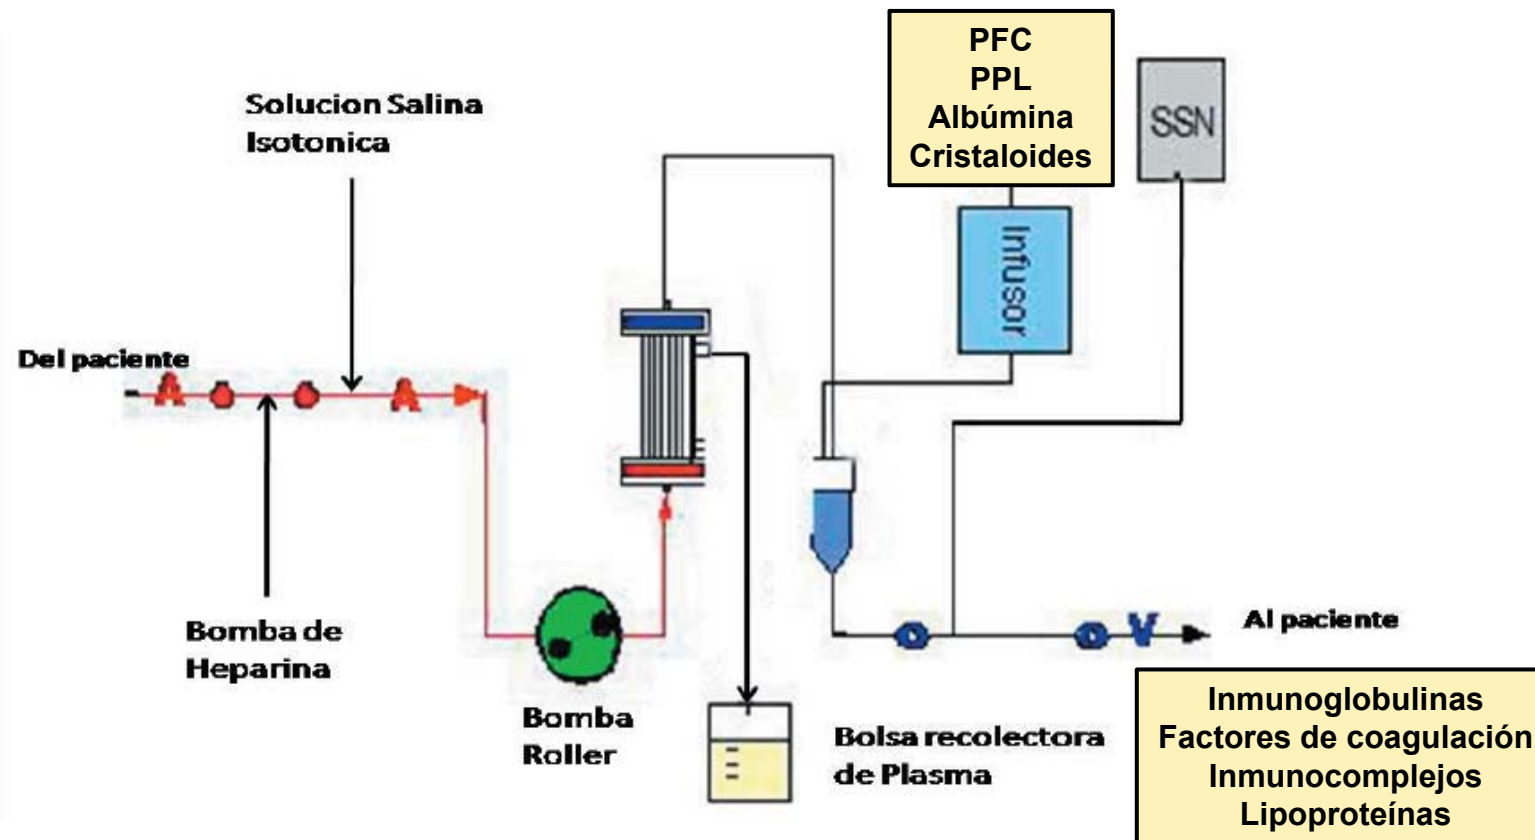 PFC
PPL
Albúmina
Cristaloides
SSN
Solucion Salina
Isotonica
Infusor
Del paciente
A
A
Bomba de
Heparina
Bomba
Roller
Bolsa recolectora
de Plasma
V
Al paciente
Inmunoglobulinas
Factores de coagulación
Inmunocomplejos
Lipoproteínas